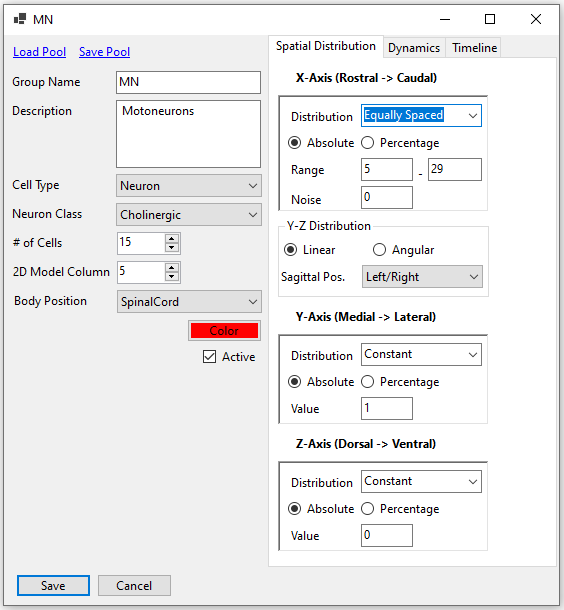 MN
Load Pool Save Pool
Group Name MN
Description Motoneurons
Cell Type Neuron
Neuron Class Cholinergic
# of Cells 15
2D Model Column 5
Body Position SpinalCord
Color
Active
Spatial Distribution Dynamics Timeline
X-Axis (Rostral -> Caudal)
Distribution Equally Spaced
Absolute Percentage
Range 5 - 29
Noise 0
Y-Z Distribution
Linear Angular
Sagittal Pos. Left/Right
Y-Axis (Medial -> Lateral)
Distribution Constant
Absolute Percentage
Value 1
Z-Axis (Dorsal -> Ventral)
Distribution Constant
Absolute Percentage
Value 0
Save Cancel